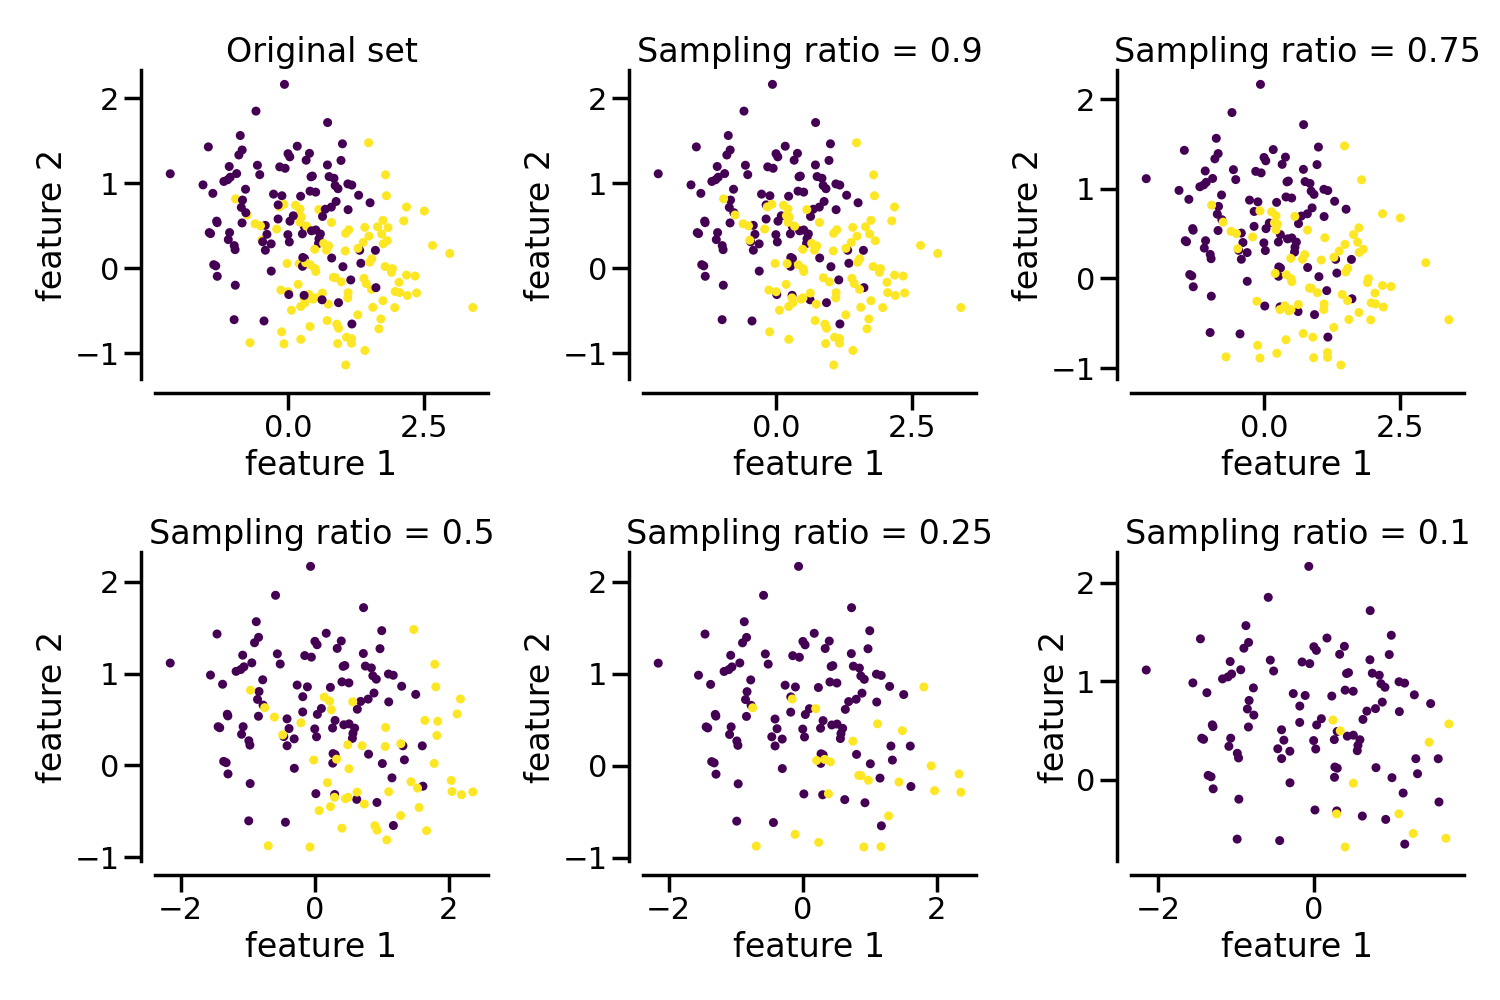 Original set
Sampling ratio = 0.9
Sampling ratio = 0.75
feature 2
2
1
0
−1
0.0
2.5
feature 1
feature 2
2
1
0
−1
0.0
2.5
feature 1
feature 2
2
1
0
−1
0.0
2.5
feature 1
Sampling ratio = 0.5
Sampling ratio = 0.25
Sampling ratio = 0.1
feature 2
2
1
0
−1
−2
0
2
feature 1
feature 2
2
1
0
−1
−2
0
2
feature 1
feature 2
2
1
0
−2
0
feature 1